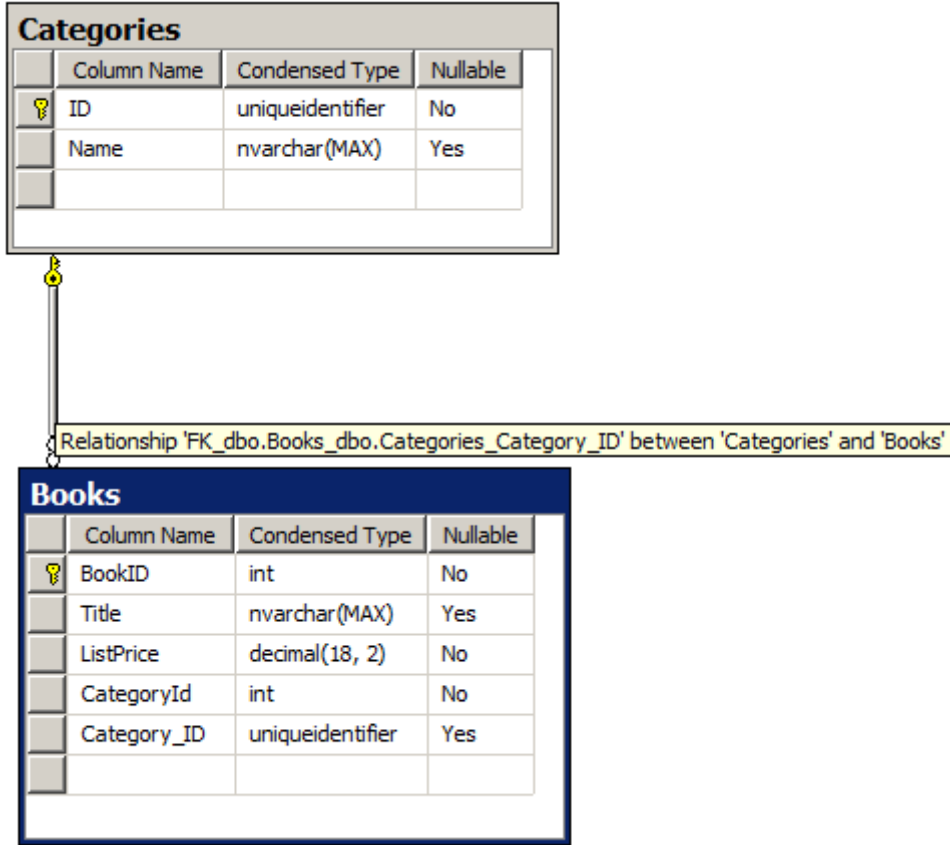 Categories
Column Name Condensed Type Nullable
ID uniqueidentifier No
Name nvarchar(MAX) Yes
Relationship 'FK_dbo.Books_dbo.Categories_Category_ID' between 'Categories' and 'Books'
Books
Column Name Condensed Type Nullable
BookID int No
Title nvarchar(MAX) Yes
ListPrice decimal(18, 2) No
CategoryId int No
Category_ID uniqueidentifier Yes